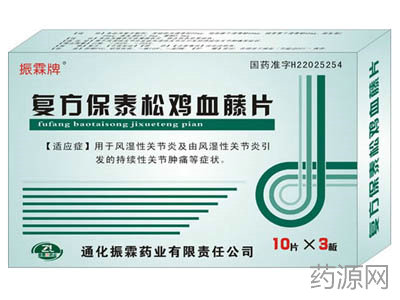 振霖牌
国药准字H22025254
复方保泰松鸡血藤片
fufang baotaisong jixueteng pian
【适应症】用于风湿性关节炎及由风湿性关节炎引
发的持续性关节肿痛等症状。
ZL
通化振霖药业有限责任公司
10片×3板
复方保泰松鸡血藤片
药源网